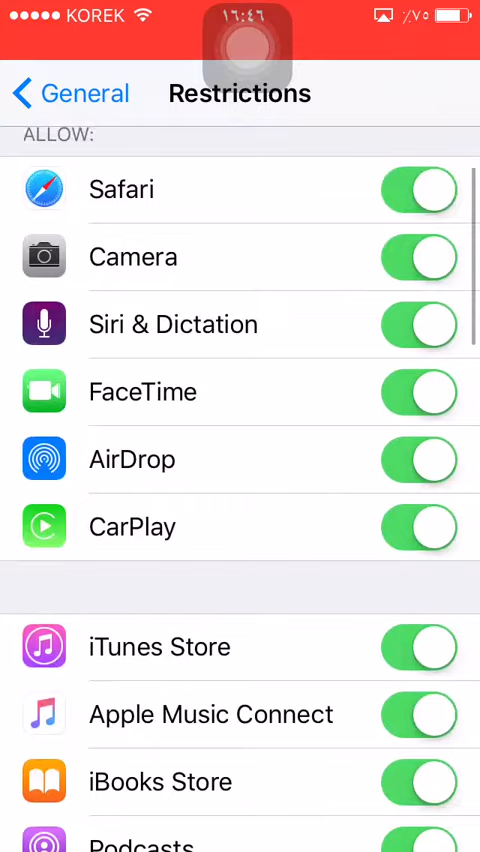 KOREK ١٦:٤٦ ٪٧٥
General Restrictions
ALLOW:
Safari
Camera
Siri & Dictation
FaceTime
AirDrop
CarPlay
iTunes Store
Apple Music Connect
iBooks Store
Podcasts